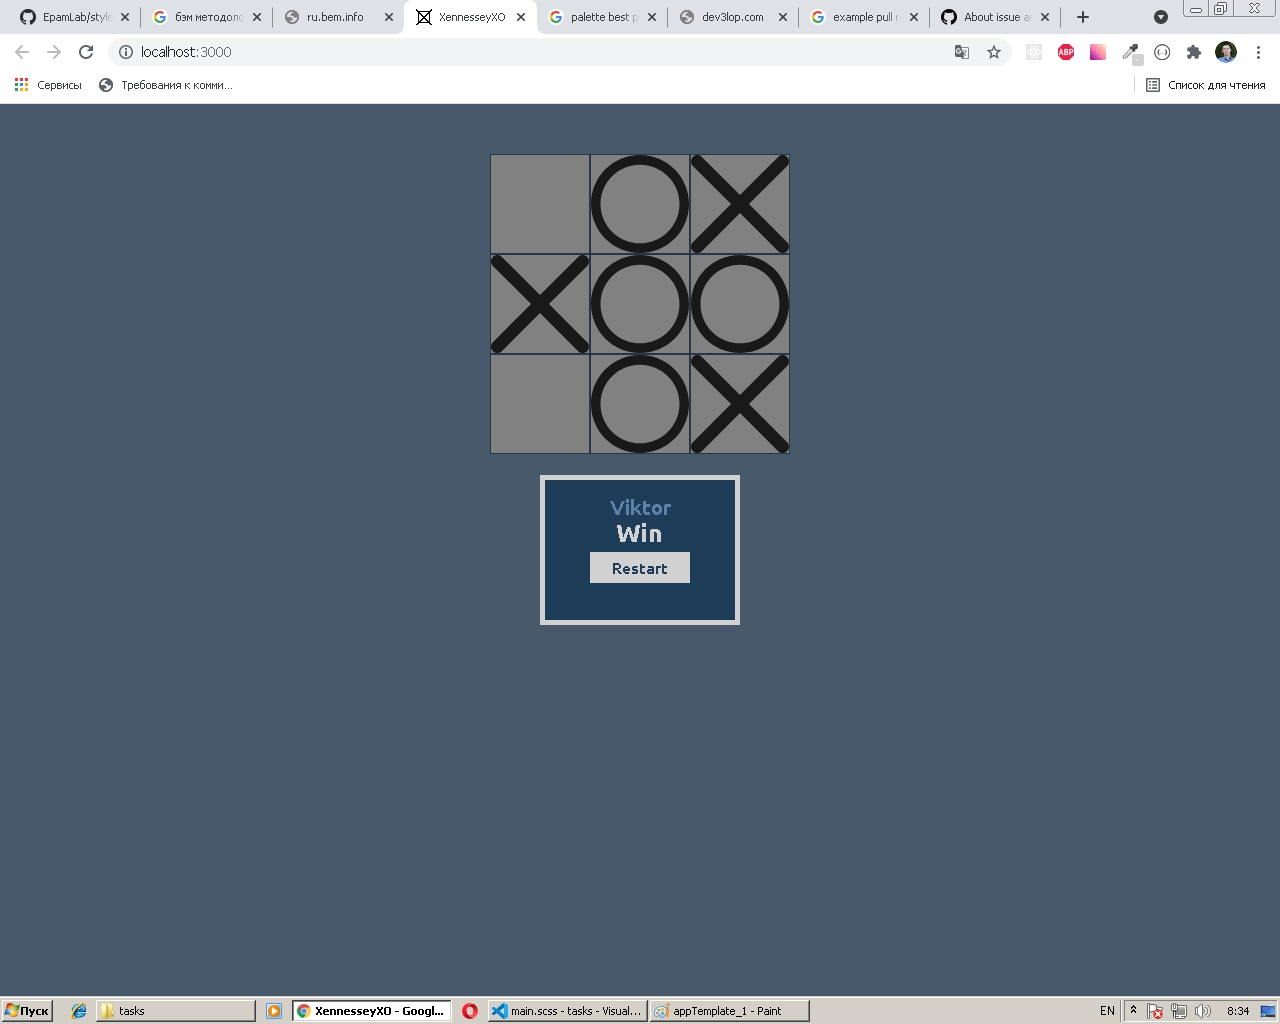 EpamLab/style
бэм методоло
ru.bem.info
XennesseyXO
palette best p
dev3lop.com
example pull r
About issue a
localhost:3000
ABP
Сервисы
Требования к комми...
Список для чтения
Viktor
Win
Restart
Пуск
tasks
XennesseyXO - Googl...
main.scss - tasks - Visual...
appTemplate_1 - Paint
EN
8:34